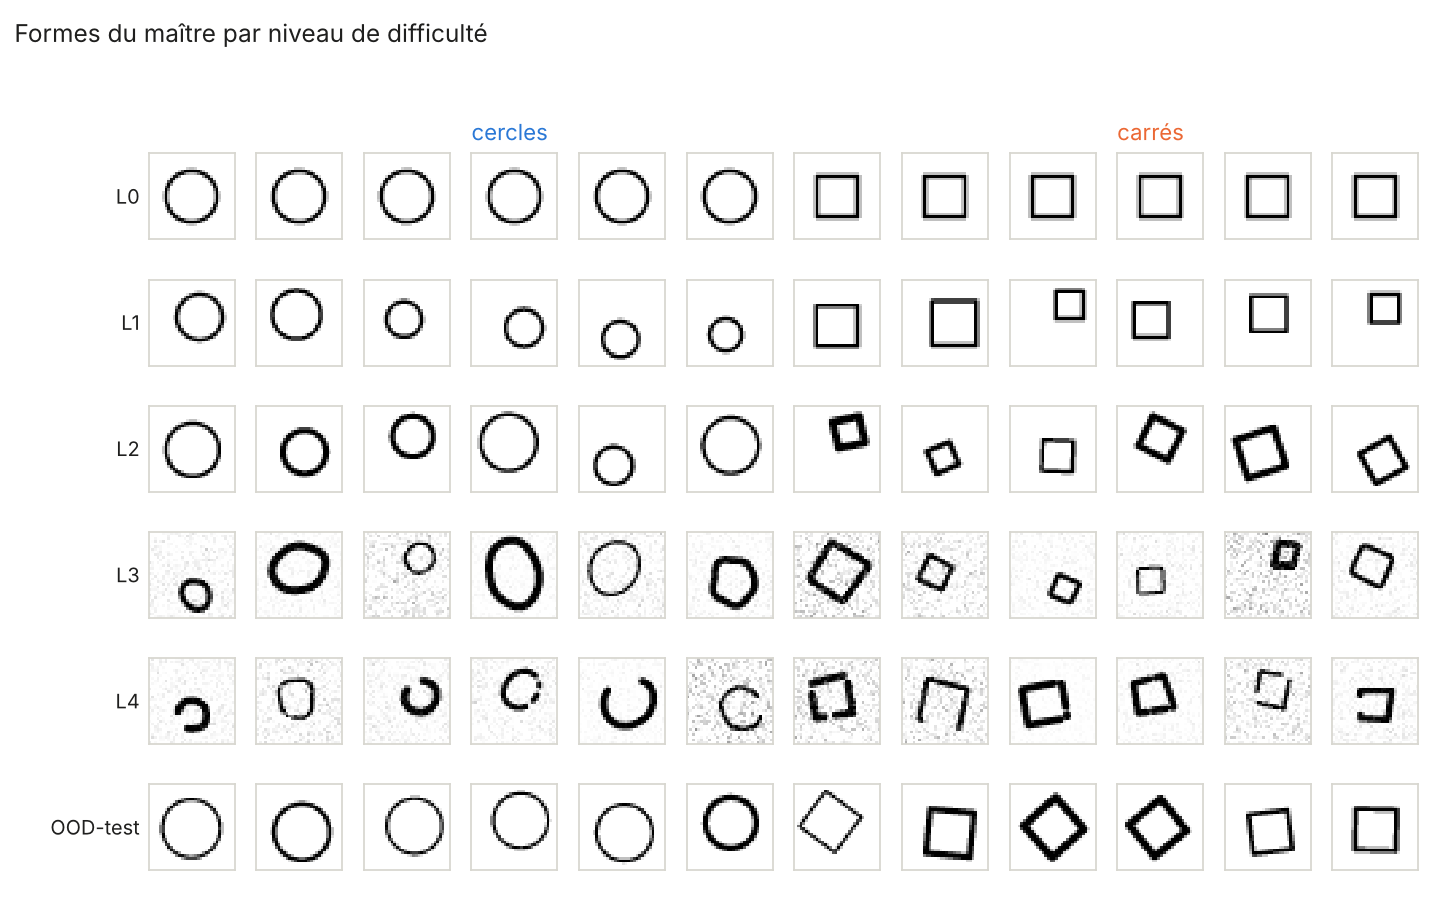 Formes du maître par niveau de difficulté
cercles carrés
L0
L1
L2
L3
L4
OOD-test